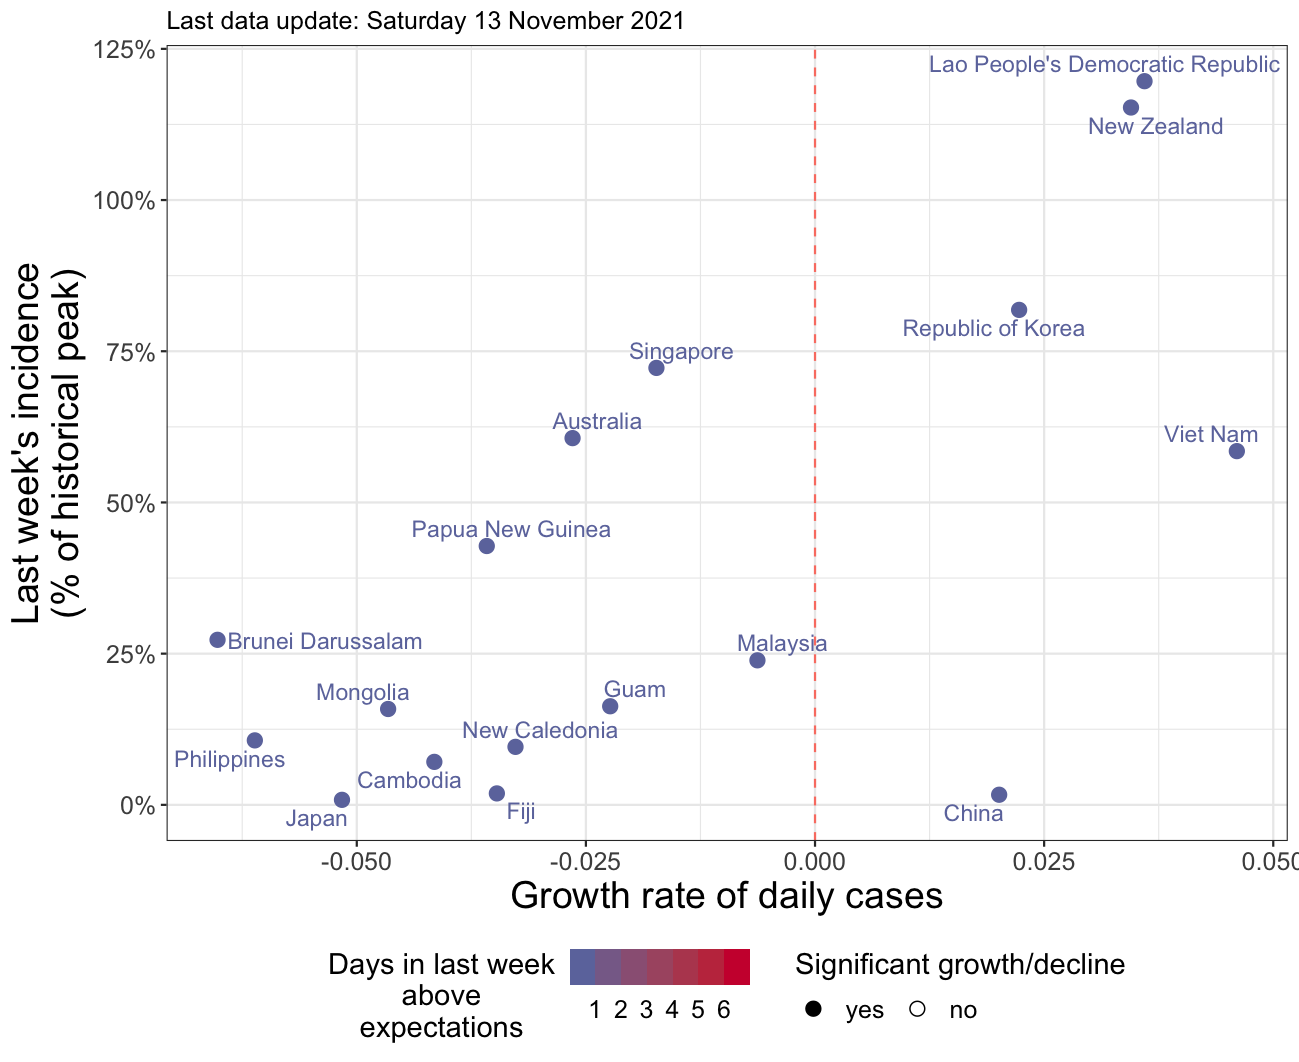 Last data update: Saturday 13 November 2021
125%
100%
75%
50%
25%
0%
Last week's incidence
(% of historical peak)
Lao People's Democratic Republic
New Zealand
Republic of Korea
Singapore
Australia
Viet Nam
Papua New Guinea
Brunei Darussalam
Malaysia
Mongolia
Guam
New Caledonia
Philippines
Cambodia
Japan
Fiji
China
-0.050
-0.025
0.000
0.025
0.050
Growth rate of daily cases
Days in last week
above
expectations
1 2 3 4 5 6
Significant growth/decline
yes
no